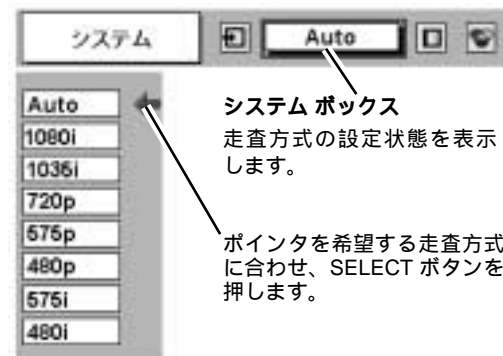 システム
Auto
Auto
1080i
1035i
720p
575p
480p
575i
480i
システム ボックス
走査方式の設定状態を表示
します。
ポインタを希望する走査方式
に合わせ、SELECT ボタンを
押します。